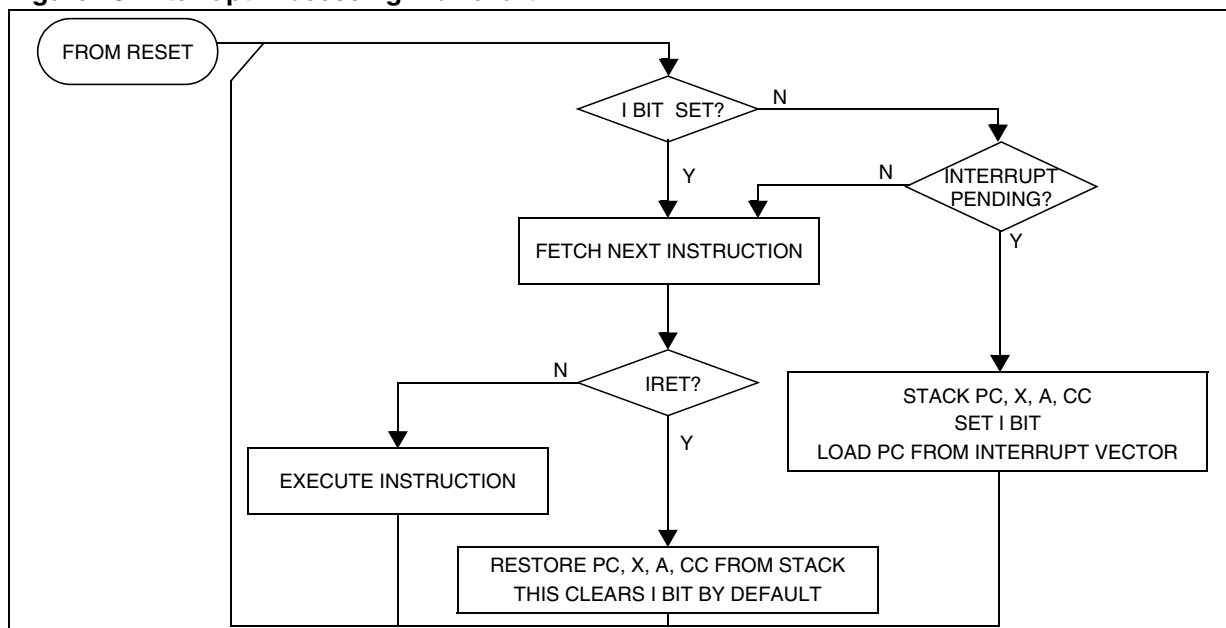 FROM RESET
I BIT SET?
N
Y
INTERRUPT
PENDING?
N
Y
FETCH NEXT INSTRUCTION
IRET?
N
Y
STACK PC, X, A, CC
SET I BIT
LOAD PC FROM INTERRUPT VECTOR
EXECUTE INSTRUCTION
RESTORE PC, X, A, CC FROM STACK
THIS CLEARS I BIT BY DEFAULT